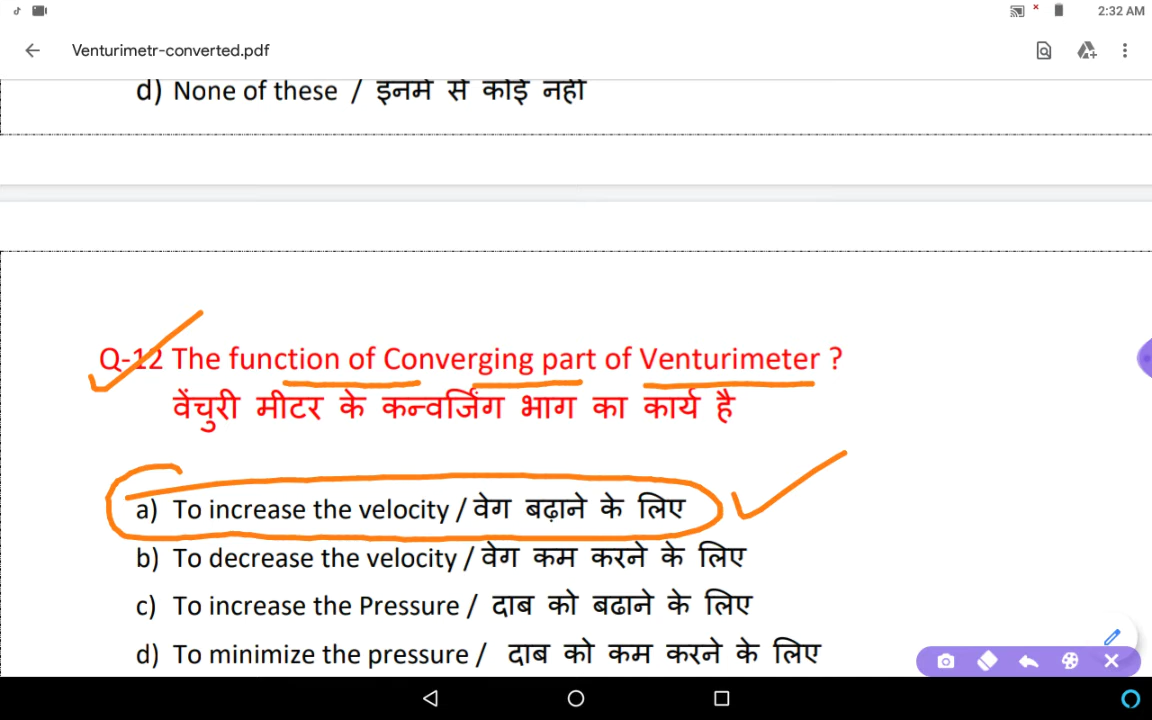 2:32 AM
Venturimetr-converted.pdf
d) None of these / इनमें से कोई नहीं
Q-12 The function of Converging part of Venturimeter ?
वेंचुरी मीटर के कन्वर्जिंग भाग का कार्य है
a) To increase the velocity / वेग बढ़ाने के लिए
b) To decrease the velocity / वेग कम करने के लिए
c) To increase the Pressure / दाब को बढाने के लिए
d) To minimize the pressure / दाब को कम करने के लिए